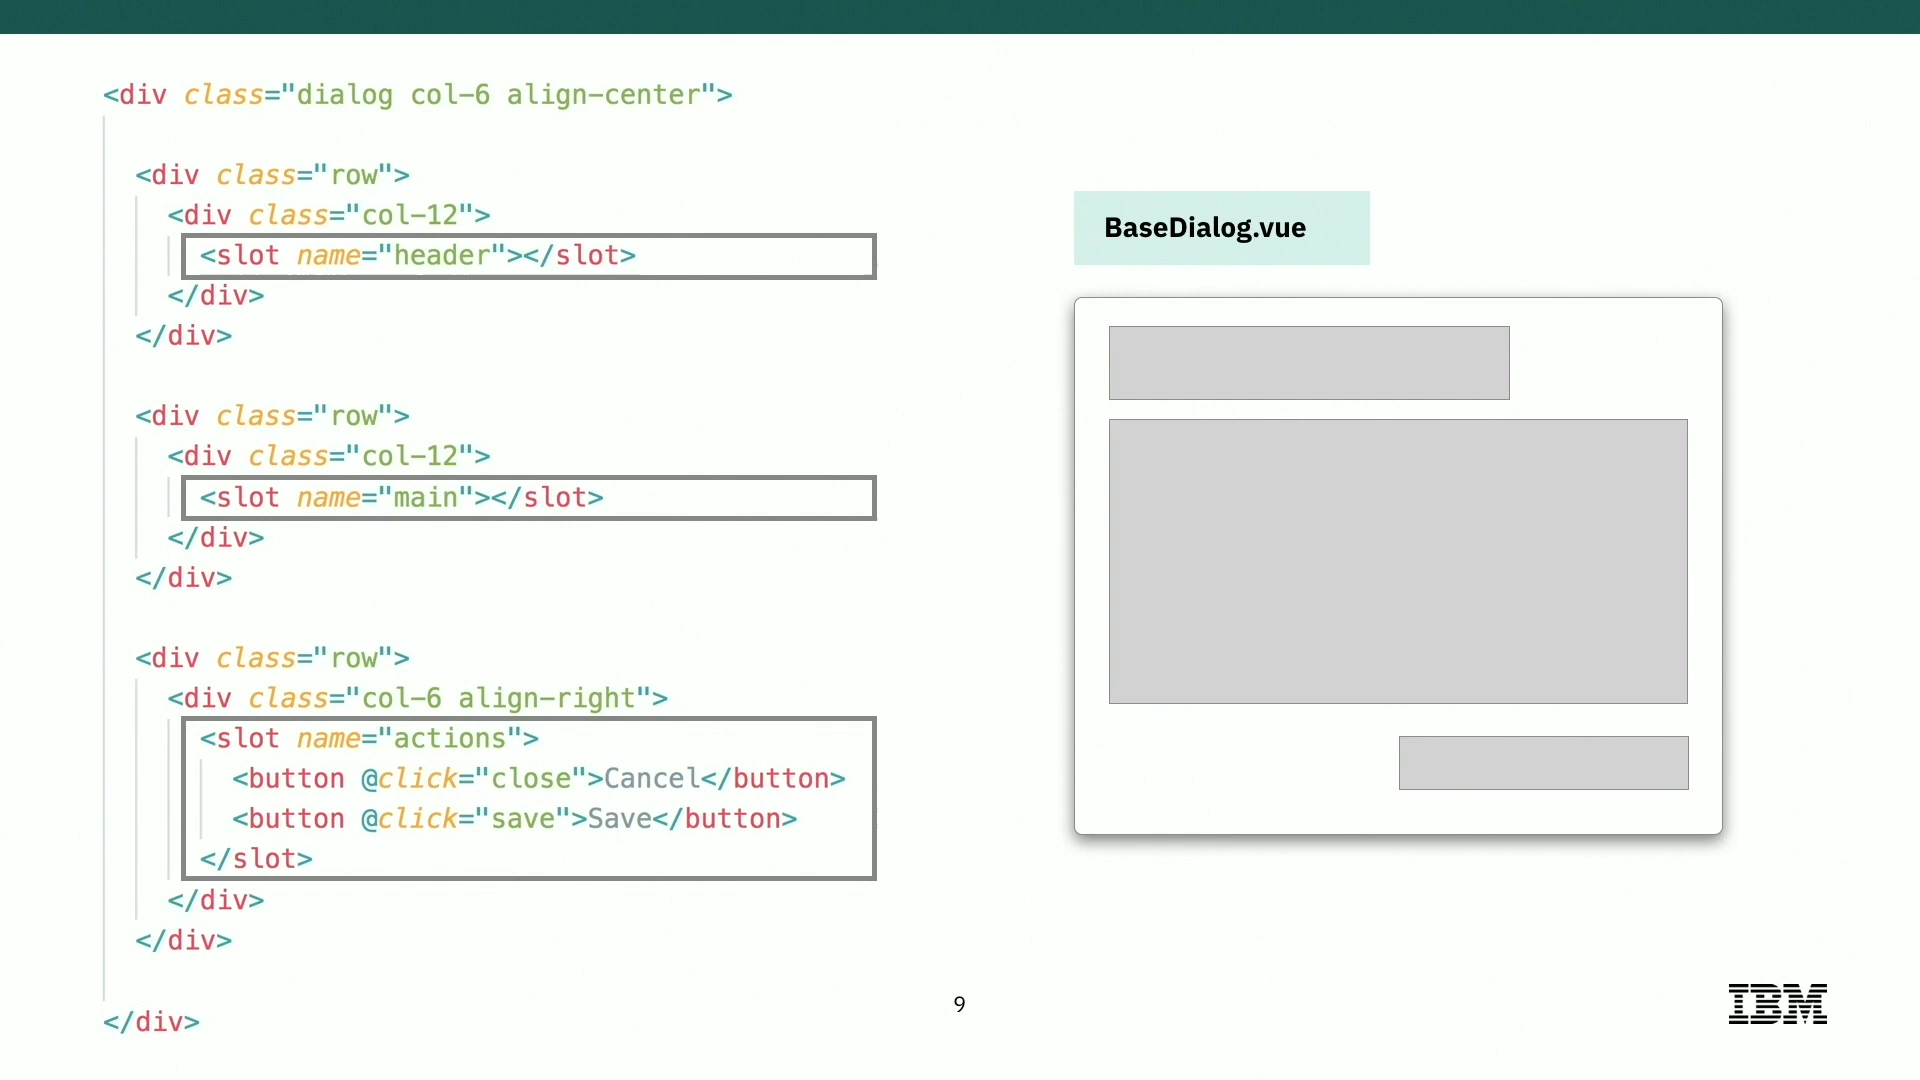 <div class="dialog col-6 align-center">
<div class="row">
<div class="col-12">
<slot name="header"></slot>
</div>
</div>
<div class="row">
<div class="col-12">
<slot name="main"></slot>
</div>
</div>
<div class="row">
<div class="col-6 align-right">
<slot name="actions">
<button @click="close">Cancel</button>
<button @click="save">Save</button>
</slot>
</div>
</div>
</div>
BaseDialog.vue
9
IBM